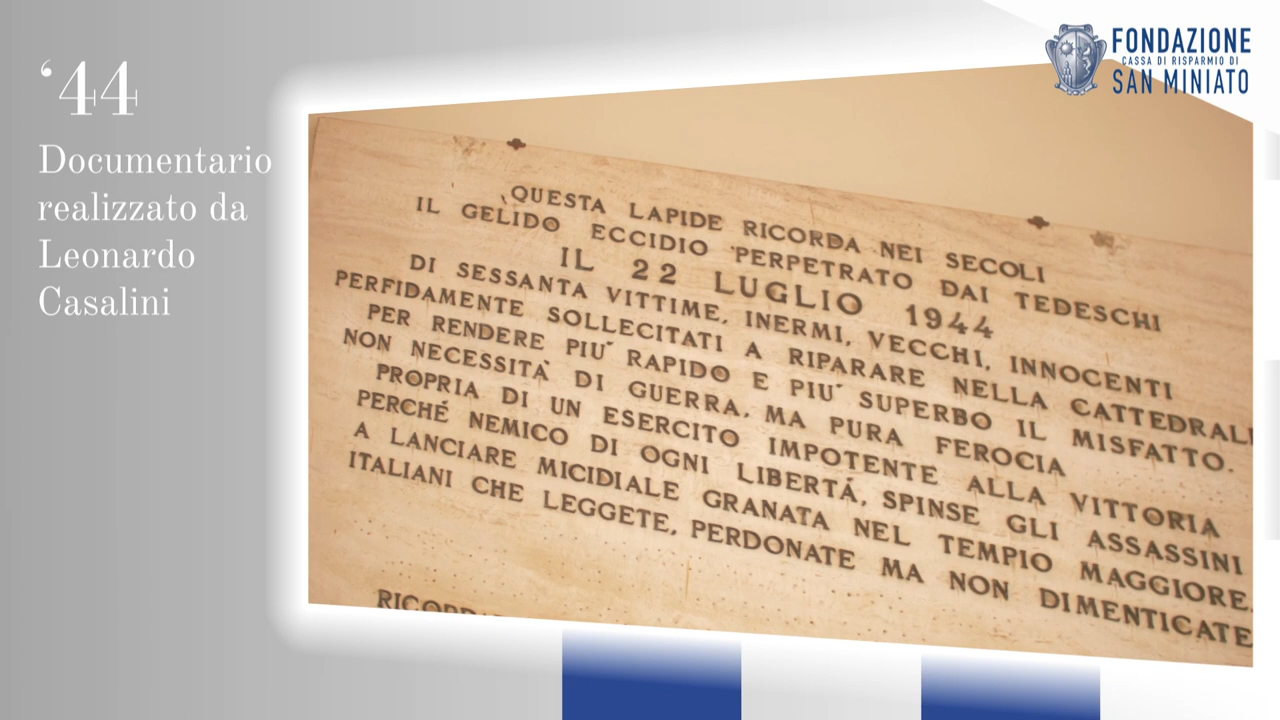 ‘44
Documentario
realizzato da
Leonardo
Casalini
FONDAZIONE
CASSA DI RISPARMIO DI
SAN MINIATO
QUESTA LAPIDE RICORDA NEI SECOLI
IL GELIDO ECCIDIO PERPETRATO DAI TEDESCHI
IL 22 LUGLIO 1944
DI SESSANTA VITTIME, INERMI, VECCHI, INNOCENTI
PERFIDAMENTE SOLLECITATI A RIPARARE NELLA CATTEDRAL
PER RENDERE PIU' RAPIDO E PIU' SUPERBO IL MISFATTO.
NON NECESSITÀ DI GUERRA, MA PURA FEROCIA
PROPRIA DI UN ESERCITO IMPOTENTE ALLA VITTORIA
PERCHÉ NEMICO DI OGNI LIBERTÁ, SPINSE GLI ASSASSINI
A LANCIARE MICIDIALE GRANATA NEL TEMPIO MAGGIORE.
ITALIANI CHE LEGGETE, PERDONATE MA NON DIMENTICATE